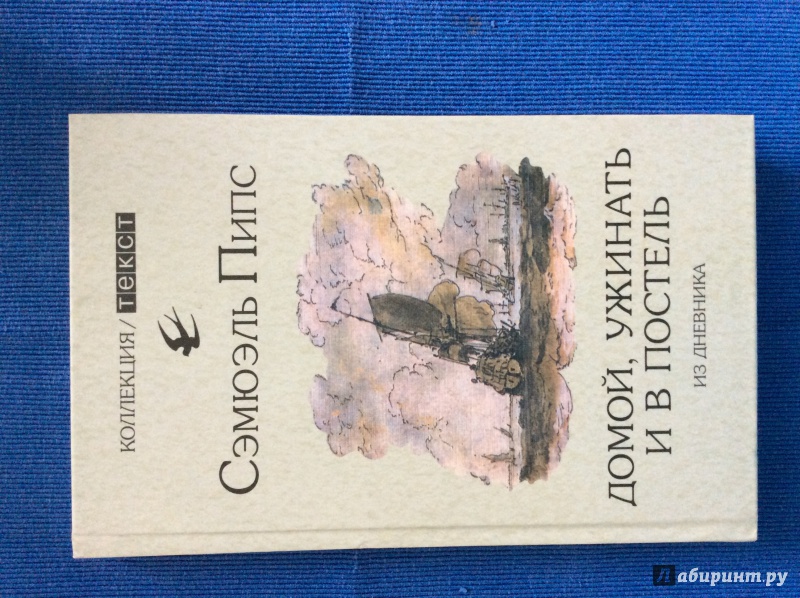 КОЛЛЕКЦИЯ / текст
СЭМЮЭЛЬ ПИПС
ДОМОЙ, УЖИНАТЬ
И В ПОСТЕЛЬ
ИЗ ДНЕВНИКА
Лабиринт.ру